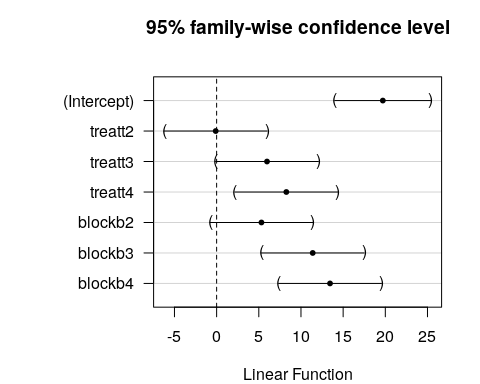 95% family-wise confidence level
(Intercept)
treatt2
treatt3
treatt4
blockb2
blockb3
blockb4
-5 0 5 10 15 20 25
Linear Function